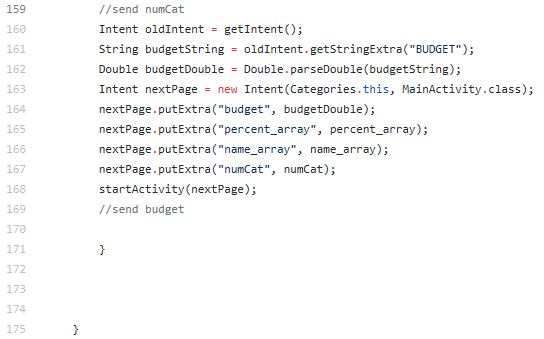 159 //send numCat
160 Intent oldIntent = getIntent();
161 String budgetString = oldIntent.getStringExtra("BUDGET");
162 Double budgetDouble = Double.parseDouble(budgetString);
163 Intent nextPage = new Intent(Categories.this, MainActivity.class);
164 nextPage.putExtra("budget", budgetDouble);
165 nextPage.putExtra("percent_array", percent_array);
166 nextPage.putExtra("name_array", name_array);
167 nextPage.putExtra("numCat", numCat);
168 startActivity(nextPage);
169 //send budget
170
171 }
172
173
174
175 }